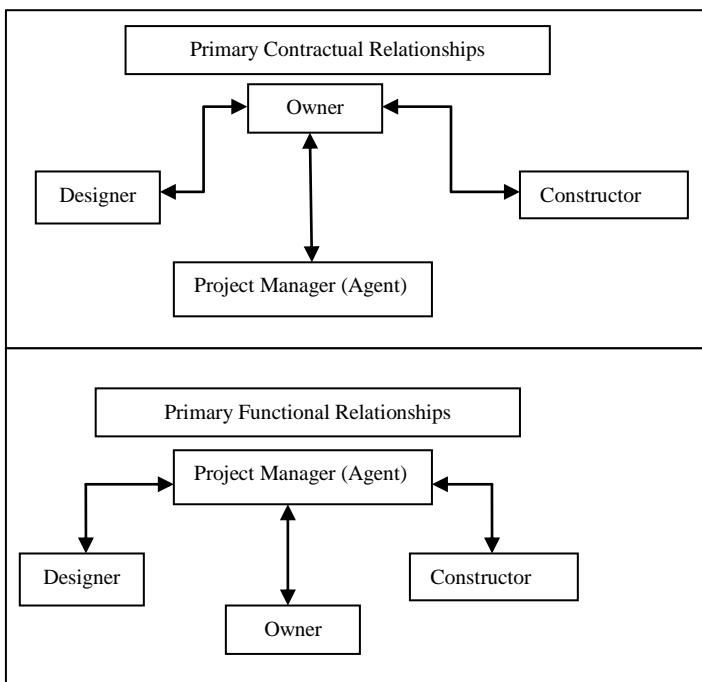 Primary Contractual Relationships
Owner
Designer
Constructor
Project Manager (Agent)
Primary Functional Relationships
Project Manager (Agent)
Designer
Constructor
Owner